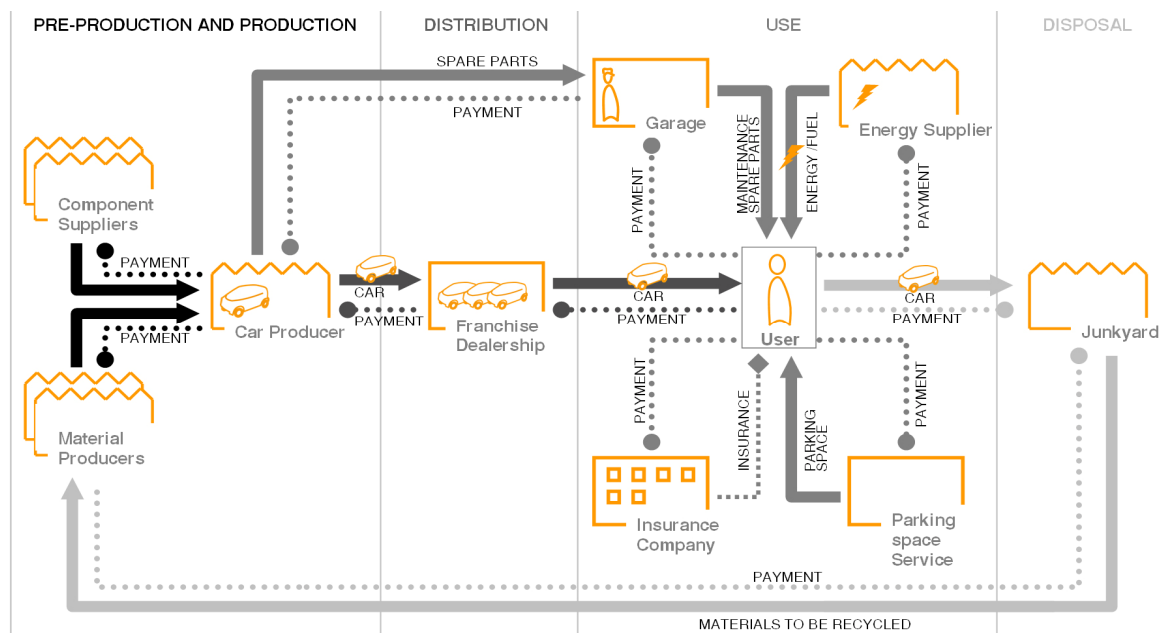 PRE-PRODUCTION AND PRODUCTION
DISTRIBUTION
USE
DISPOSAL
SPARE PARTS
PAYMENT
Garage
Energy Supplier
MAINTENANCE
SPARE PARTS
ENERGY /FUEL
PAYMENT
PAYMENT
Component
Suppliers
PAYMENT
PAYMENT
Car Producer
CAR
PAYMENT
Franchise
Dealership
CAR
PAYMENT
User
CAR
PAYMFNT
Junkyard
Material
Producers
PAYMENT
INSURANCE
PARKING
SPACE
PAYMENT
Insurance
Company
Parking
space
Service
PAYMENT
MATERIALS TO BE RECYCLED